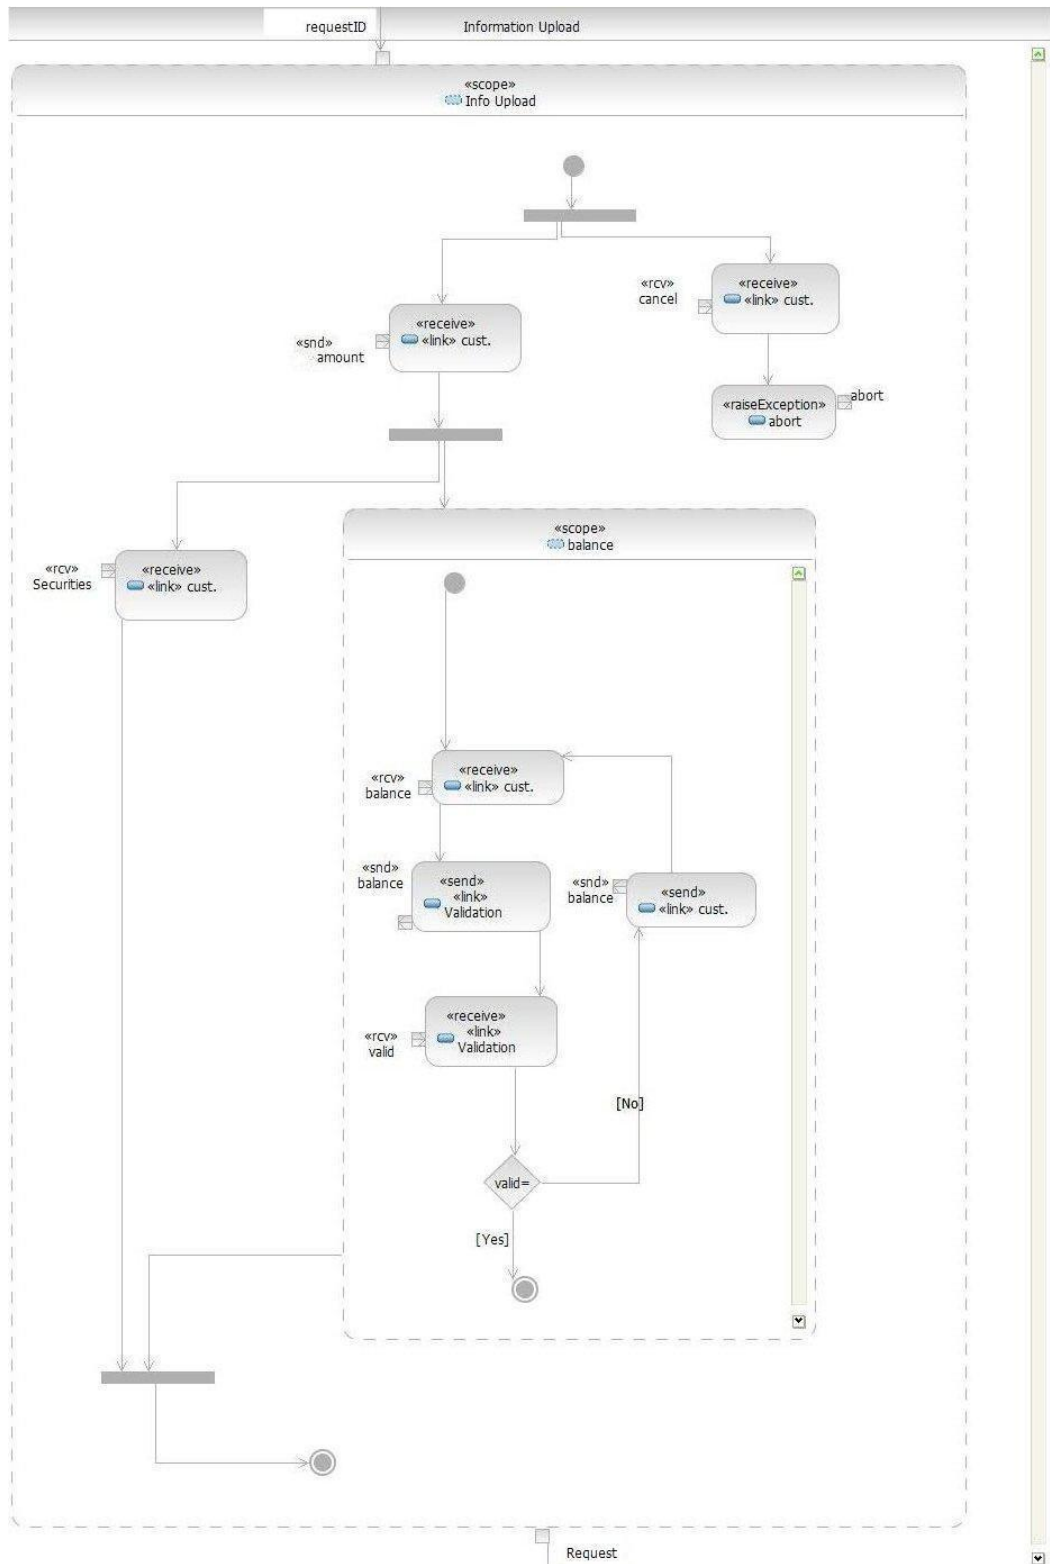 requestID
Information Upload
«scope»
Info Upload
«rcv»
cancel
«receive»
«link» cust.
«snd»
amount
«receive»
«link» cust.
«raiseException»
abort
abort
«rcv»
Securities
«receive»
«link» cust.
«scope»
balance
«rcv»
balance
«receive»
«link» cust.
«snd»
balance
«send»
«link»
Validation
«snd»
balance
«send»
«link» cust.
«rcv»
valid
«receive»
«link»
Validation
[No]
valid=
[Yes]
Request